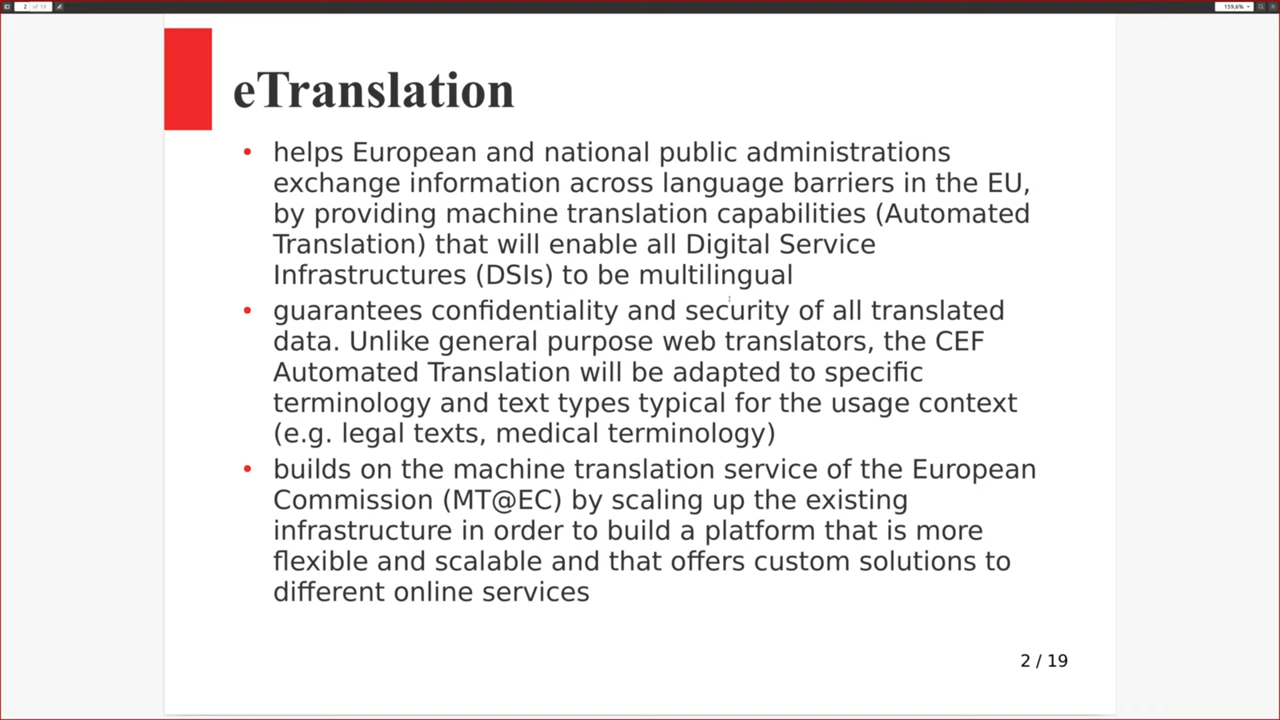 2 of 19
159,6%
eTranslation
• helps European and national public administrations
exchange information across language barriers in the EU,
by providing machine translation capabilities (Automated
Translation) that will enable all Digital Service
Infrastructures (DSIs) to be multilingual
• guarantees confidentiality and security of all translated
data. Unlike general purpose web translators, the CEF
Automated Translation will be adapted to specific
terminology and text types typical for the usage context
(e.g. legal texts, medical terminology)
• builds on the machine translation service of the European
Commission (MT@EC) by scaling up the existing
infrastructure in order to build a platform that is more
flexible and scalable and that offers custom solutions to
different online services
2 / 19